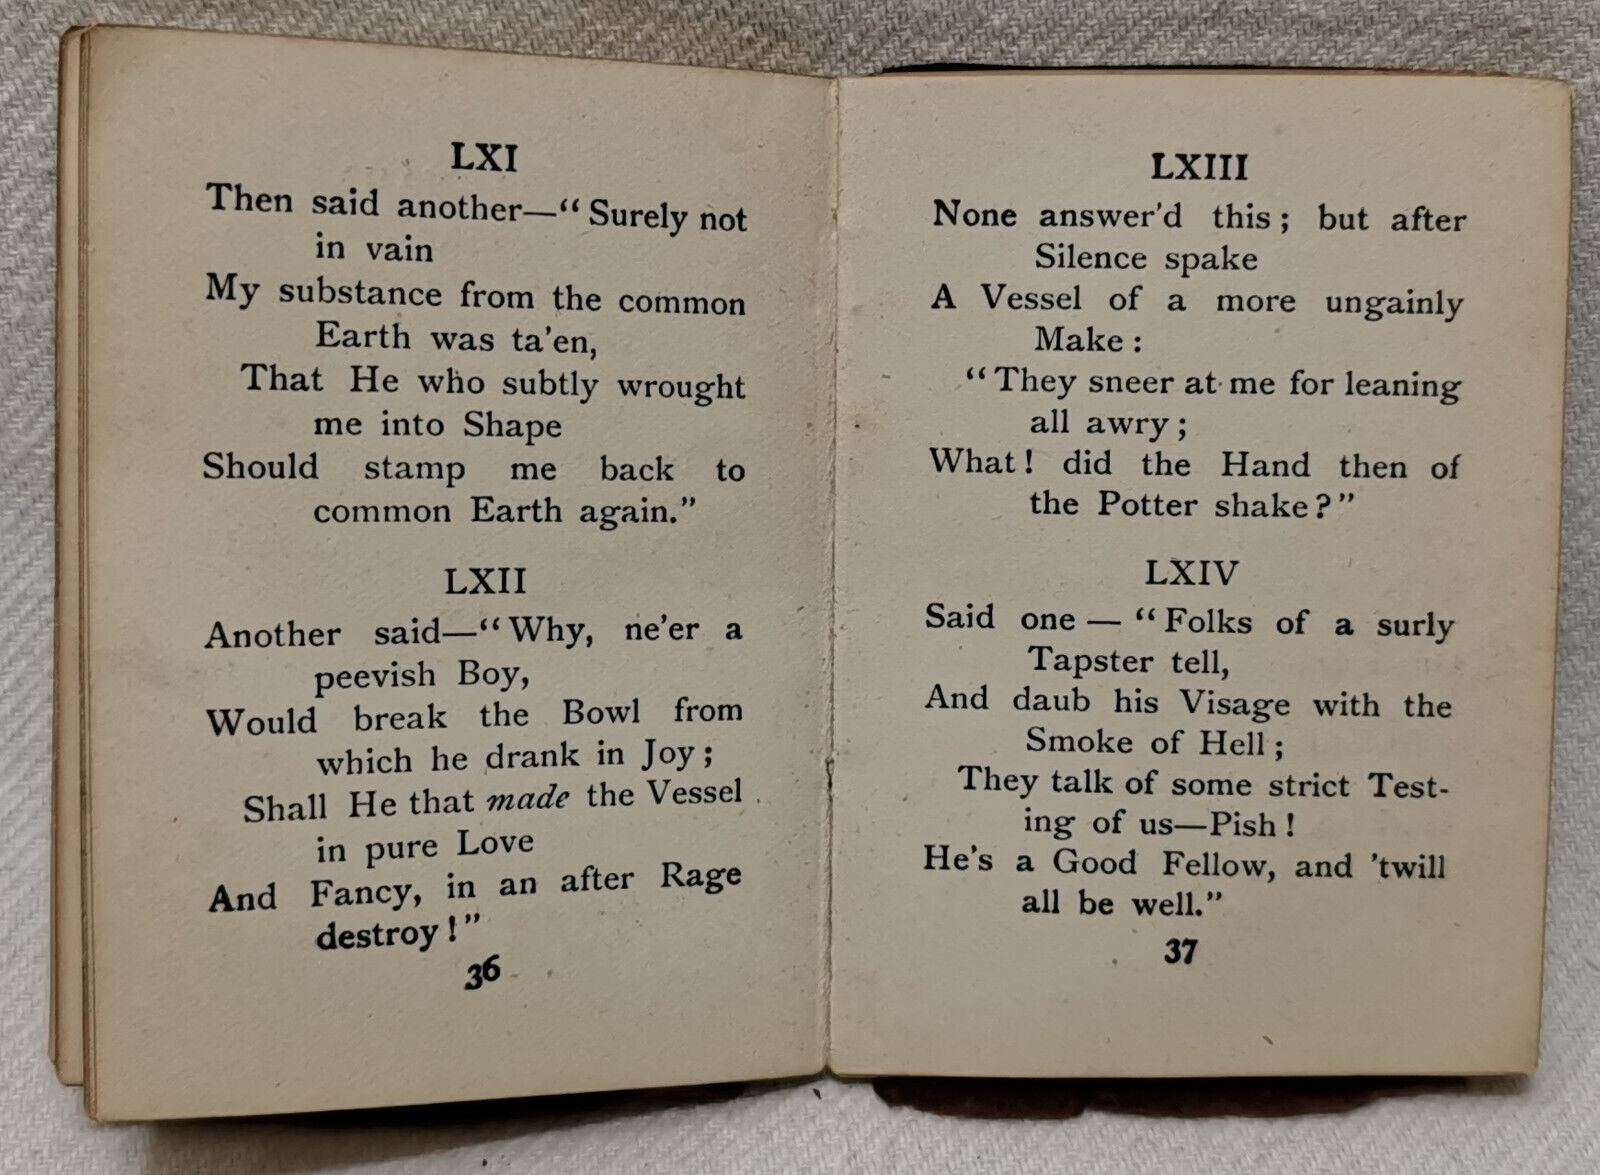 LXI
Then said another—“Surely not
in vain
My substance from the common
Earth was ta'en,
That He who subtly wrought
me into Shape
Should stamp me back to
common Earth again.”
LXII
Another said—“Why, ne'er a
peevish Boy,
Would break the Bowl from
which he drank in Joy;
Shall He that made the Vessel
in pure Love
And Fancy, in an after Rage
destroy!”
36
LXIII
None answer'd this; but after
Silence spake
A Vessel of a more ungainly
Make:
“They sneer at me for leaning
all awry;
What! did the Hand then of
the Potter shake?”
LXIV
Said one—“Folks of a surly
Tapster tell,
And daub his Visage with the
Smoke of Hell;
They talk of some strict Test-
ing of us—Pish!
He's a Good Fellow, and 'twill
all be well.”
37